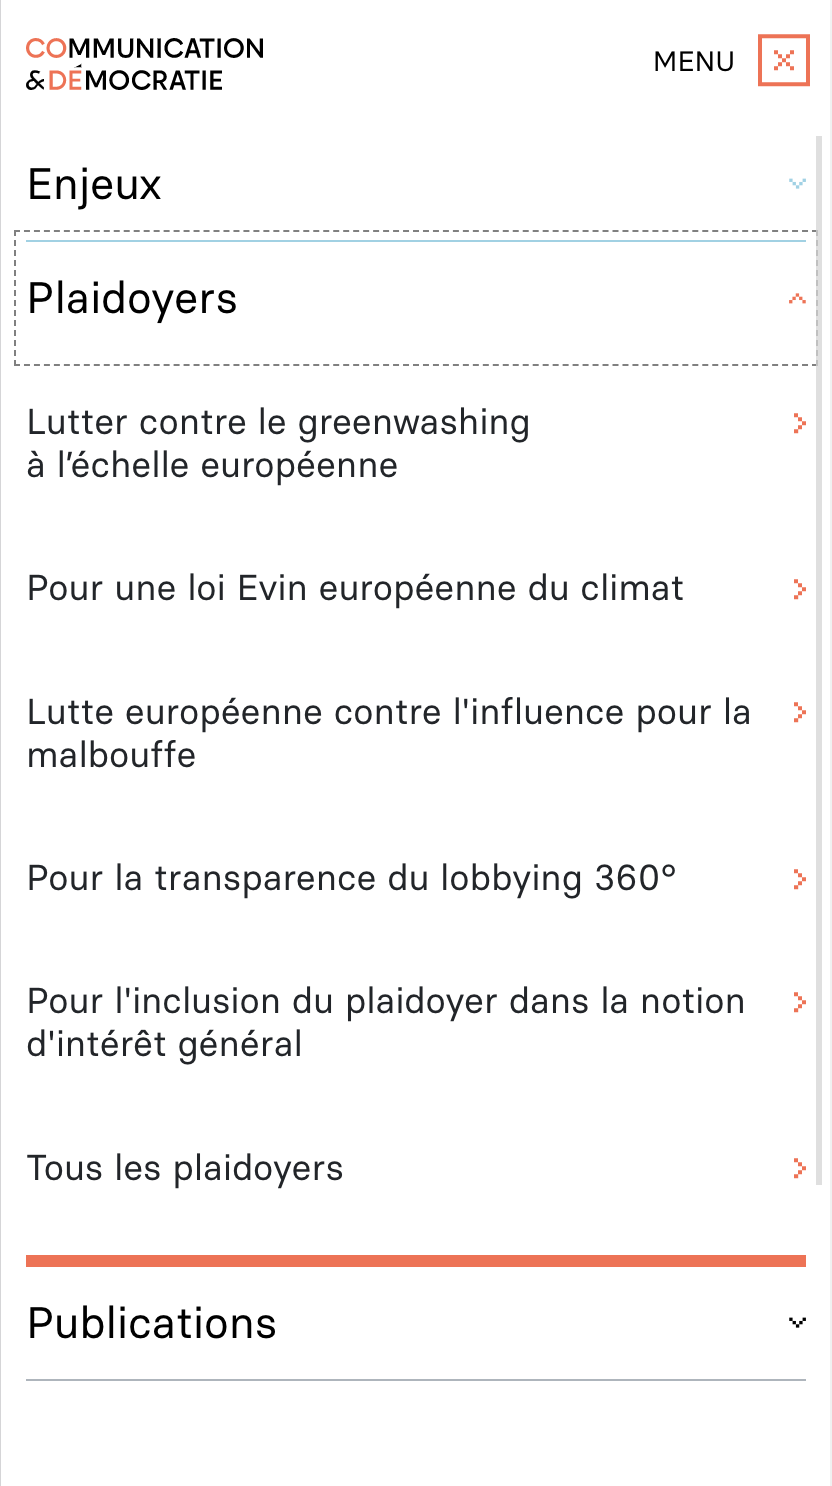 COMMUNICATION
&DÉMOCRATIE
MENU
Enjeux
Plaidoyers
Lutter contre le greenwashing
à l’échelle européenne
Pour une loi Evin européenne du climat
Lutte européenne contre l'influence pour la
malbouffe
Pour la transparence du lobbying 360°
Pour l'inclusion du plaidoyer dans la notion
d'intérêt général
Tous les plaidoyers
Publications